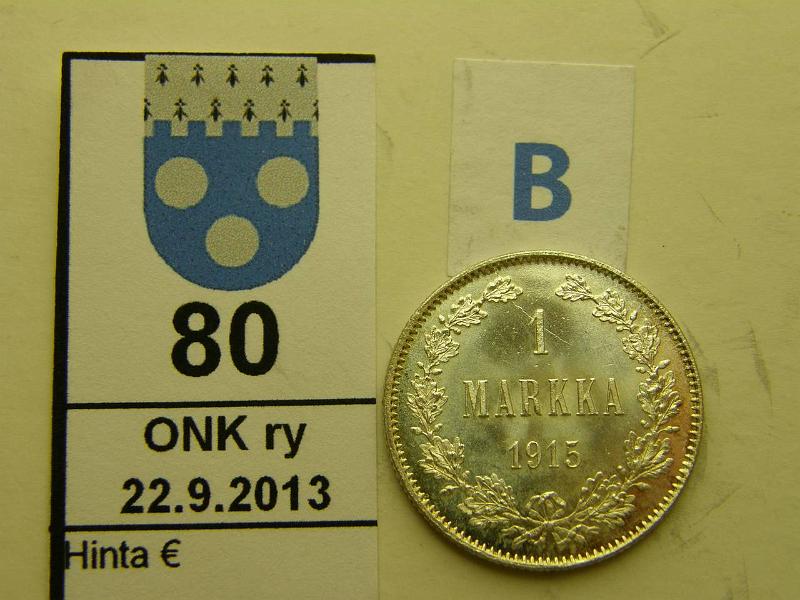 80
ONK ry
22.9.2013
Hinta €
B
1
MARKKA
1915